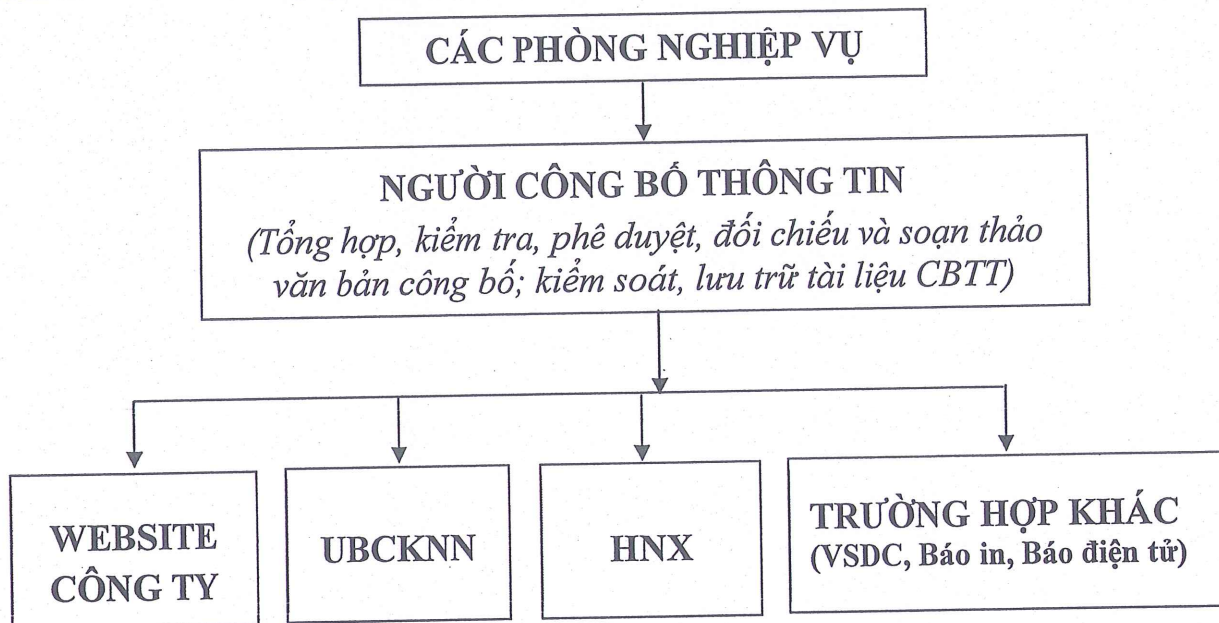 CÁC PHÒNG NGHIỆP VỤ
NGƯỜI CÔNG BỐ THÔNG TIN
(Tổng hợp, kiểm tra, phê duyệt, đối chiếu và soạn thảo
văn bản công bố; kiểm soát, lưu trữ tài liệu CBTT)
WEBSITE
CÔNG TY
UBCKNN
HNX
TRƯỜNG HỢP KHÁC
(VSDC, Báo in, Báo điện tử)